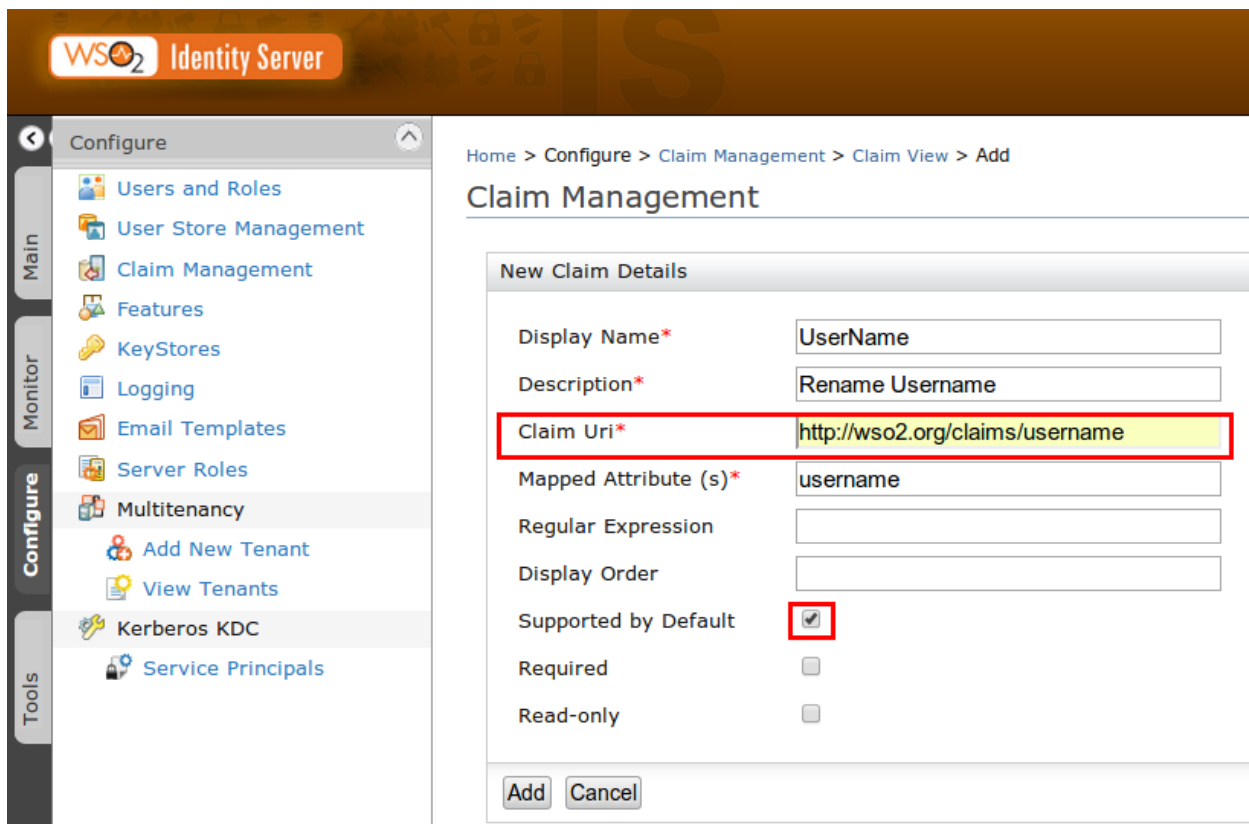 WSO2 Identity Server
IS
Configure
Users and Roles
User Store Management
Claim Management
Features
KeyStores
Logging
Email Templates
Server Roles
Multitenancy
Add New Tenant
View Tenants
Kerberos KDC
Service Principals
Main
Monitor
Configure
Tools
Home > Configure > Claim Management > Claim View > Add
Claim Management
New Claim Details
Display Name* UserName
Description* Rename Username
Claim Uri* http://wso2.org/claims/username
Mapped Attribute (s)* username
Regular Expression
Display Order
Supported by Default
Required
Read-only
Add Cancel